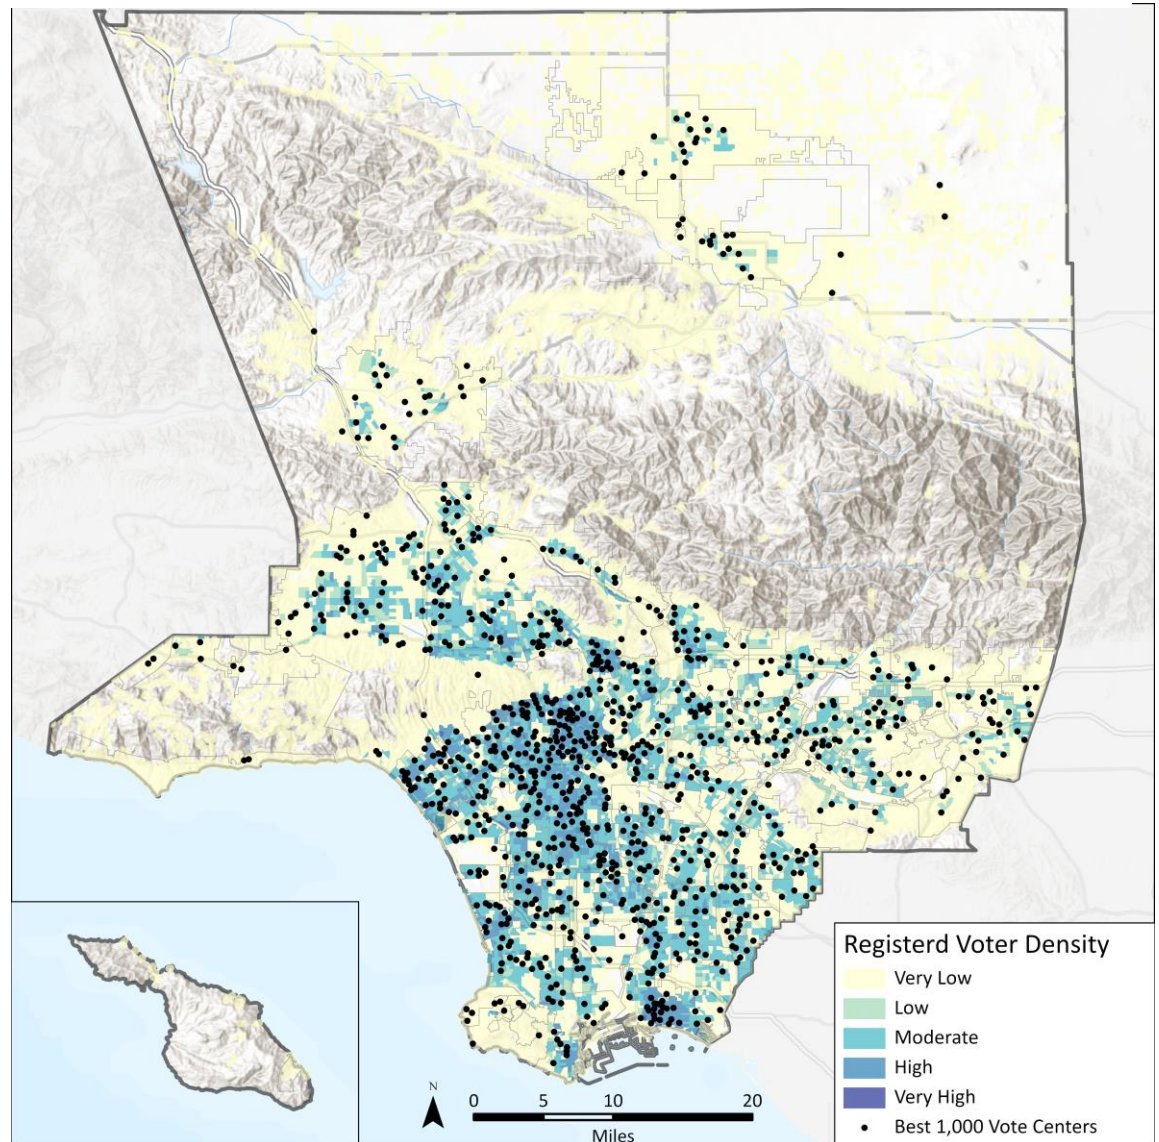 Registerd Voter Density
Very Low
Low
Moderate
High
Very High
Best 1,000 Vote Centers
N
0 5 10 20
Miles